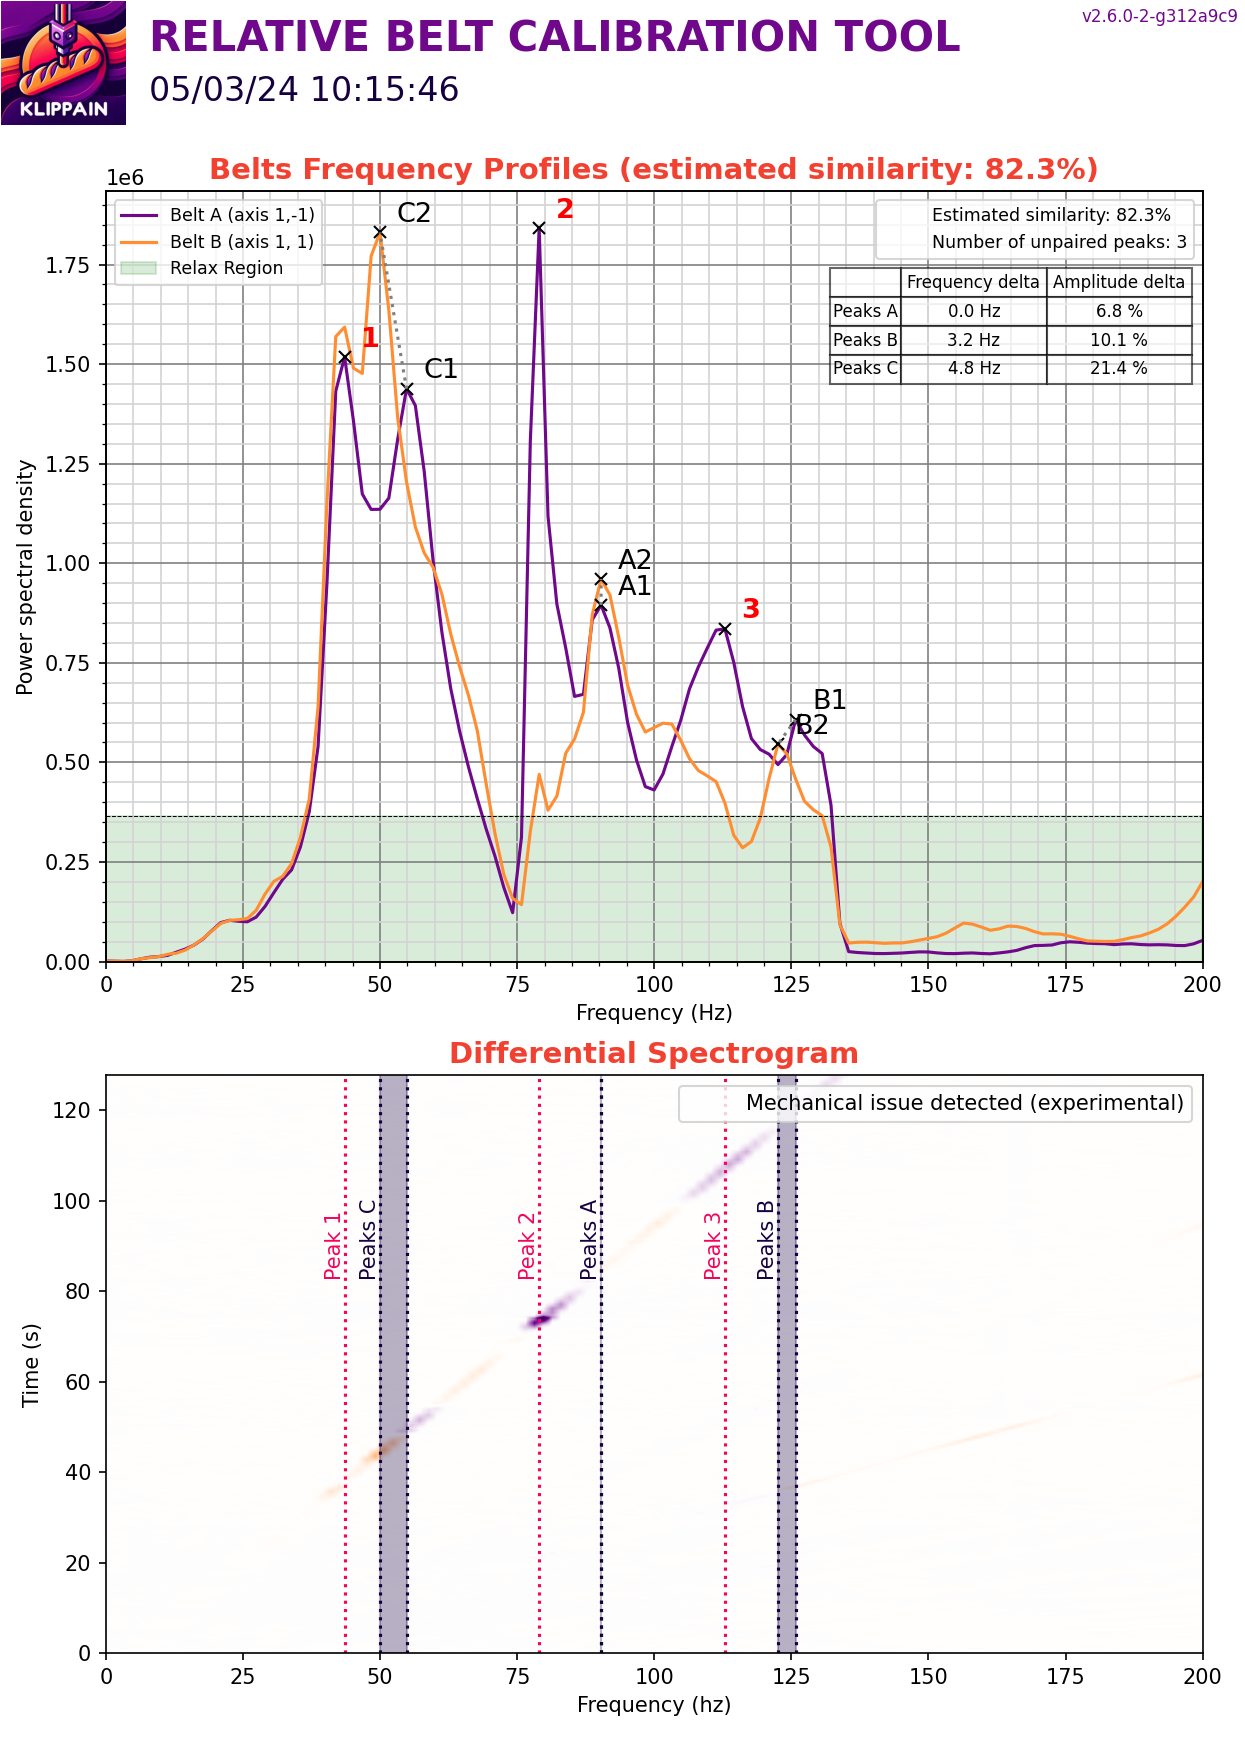 KLIPPAIN
RELATIVE BELT CALIBRATION TOOL
v2.6.0-2-g312a9c9
05/03/24 10:15:46
Belts Frequency Profiles (estimated similarity: 82.3%)
1e6
Belt A (axis 1,-1)
Belt B (axis 1, 1)
Relax Region
Estimated similarity: 82.3%
Number of unpaired peaks: 3
Frequency delta Amplitude delta
Peaks A 0.0 Hz 6.8 %
Peaks B 3.2 Hz 10.1 %
Peaks C 4.8 Hz 21.4 %
C2
2
1
C1
A2
A1
3
B1
B2
1.75
1.50
1.25
1.00
0.75
0.50
0.25
0.00
Power spectral density
0 25 50 75 100 125 150 175 200
Frequency (Hz)
Differential Spectrogram
Mechanical issue detected (experimental)
Peak 1
Peaks C
Peak 2
Peaks A
Peak 3
Peaks B
120
100
80
60
40
20
0
Time (s)
0 25 50 75 100 125 150 175 200
Frequency (hz)